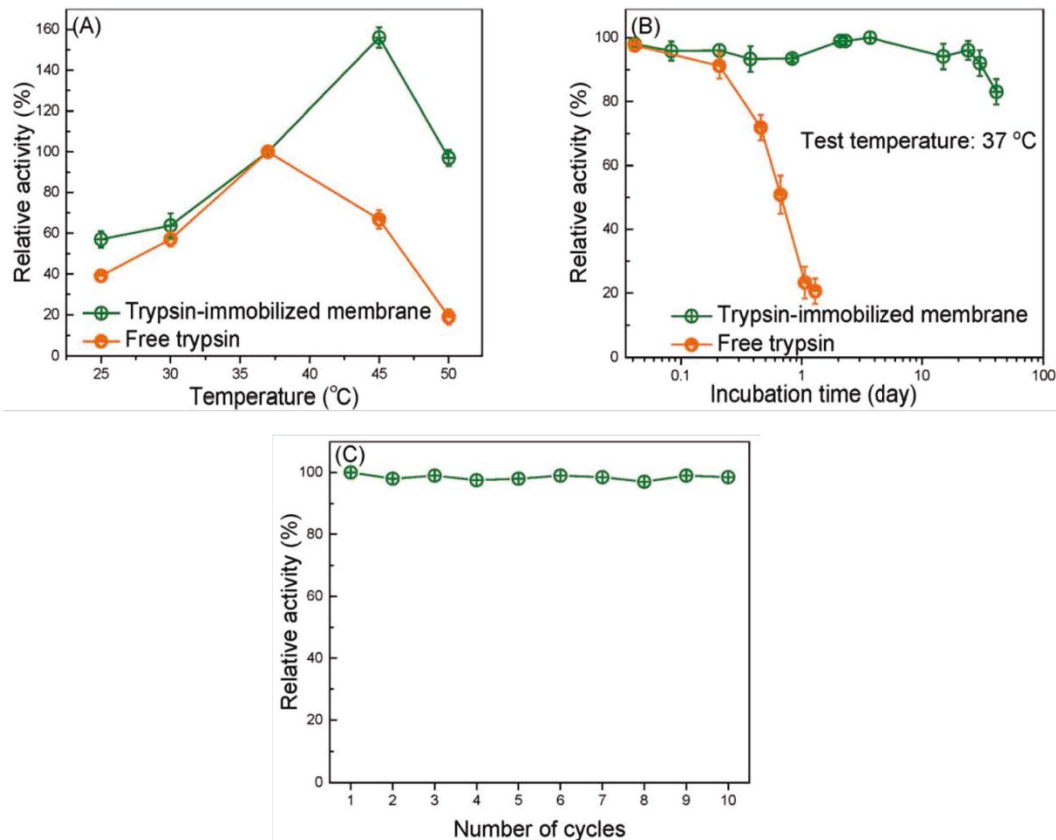 (A)
Relative activity (%)
160
140
120
100
80
60
40
20
0
Trypsin-immobilized membrane
Free trypsin
25 30 35 40 45 50
Temperature (°C)
(B)
Relative activity (%)
100
80
60
40
20
0
Test temperature: 37 °C
Trypsin-immobilized membrane
Free trypsin
0.1 1 10 100
Incubation time (day)
(C)
Relative activity (%)
100
80
60
40
20
0
1 2 3 4 5 6 7 8 9 10
Number of cycles